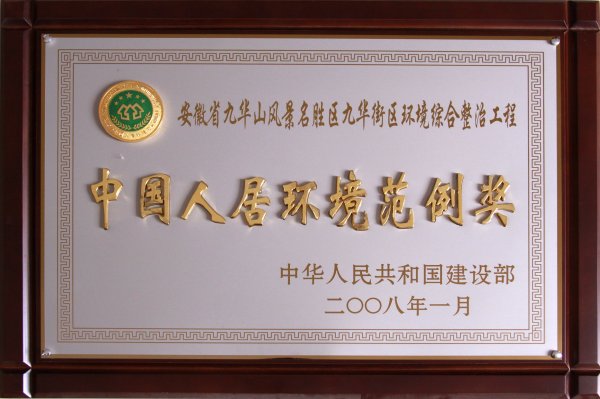 安徽省九华山风景名胜区九华街区环境综合整治工程
中国人居环境范例奖
中华人民共和国建设部
二〇〇八年一月